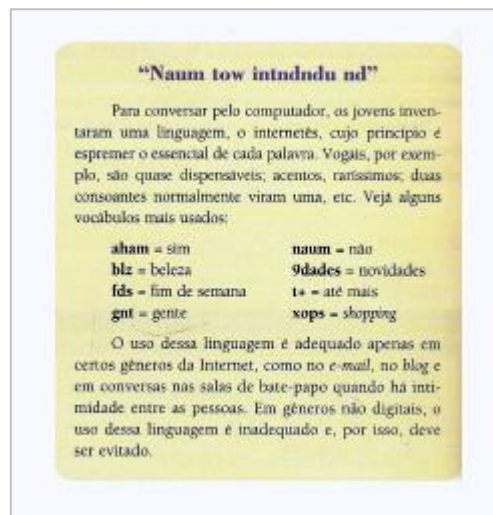 “Naum tow intndndu nd”
Para conversar pelo computador, os jovens inven-
taram uma linguagem, o internetês, cujo princípio é
espremer o essencial de cada palavra. Vogais, por exem-
plo, são quase dispensáveis; acentos, raríssimos; duas
consoantes normalmente viram uma, etc. Veja alguns
vocábulos mais usados:
aham = sim naum = não
blz = beleza 9dades = novidades
fds = fim de semana t+ = até mais
gnt = gente xops = shopping
O uso dessa linguagem é adequado apenas em
certos gêneros da Internet, como no e-mail, no blog e
em conversas nas salas de bate-papo quando há inti-
midade entre as pessoas. Em gêneros não digitais, o
uso dessa linguagem é inadequado e, por isso, deve
ser evitado.